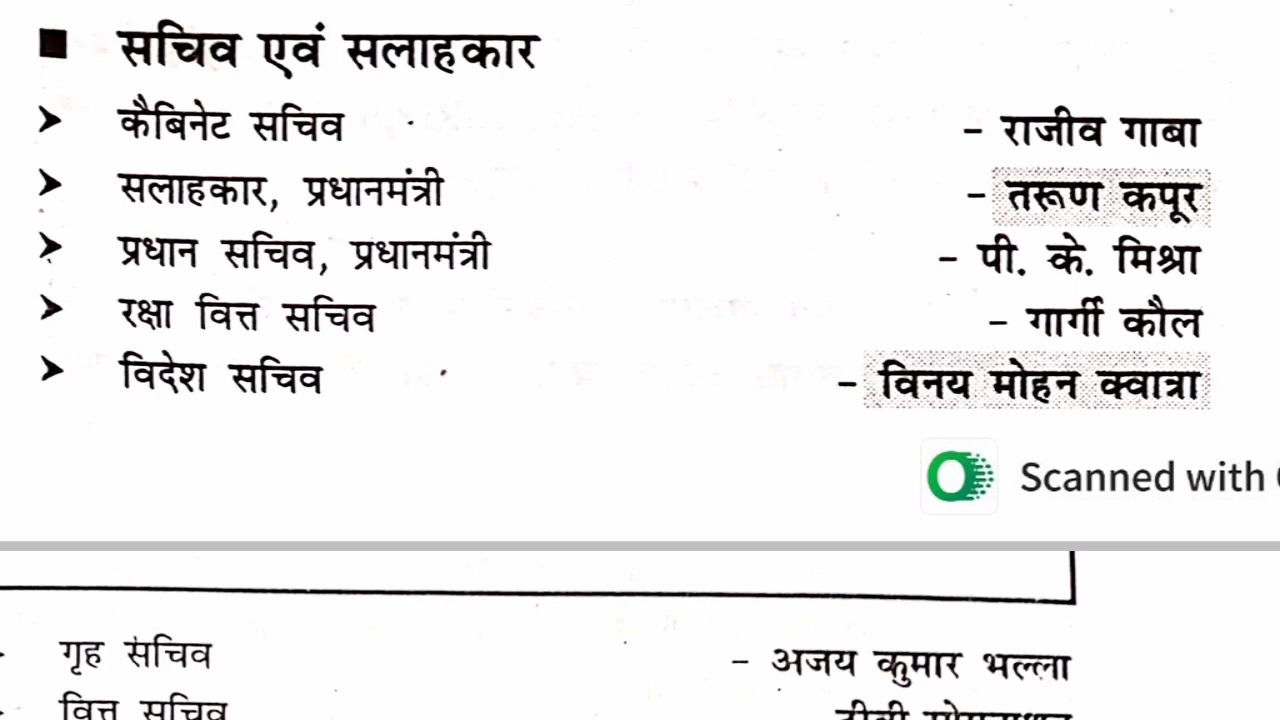 ■ सचिव एवं सलाहकार
➤ कैबिनेट सचिव – राजीव गाबा
➤ सलाहकार, प्रधानमंत्री – तरूण कपूर
➤ प्रधान सचिव, प्रधानमंत्री – पी. के. मिश्रा
➤ रक्षा वित्त सचिव – गार्गी कौल
➤ विदेश सचिव – विनय मोहन क्वात्रा
Scanned with
गृह सचिव – अजय कुमार भल्ला
वित्त सचिव